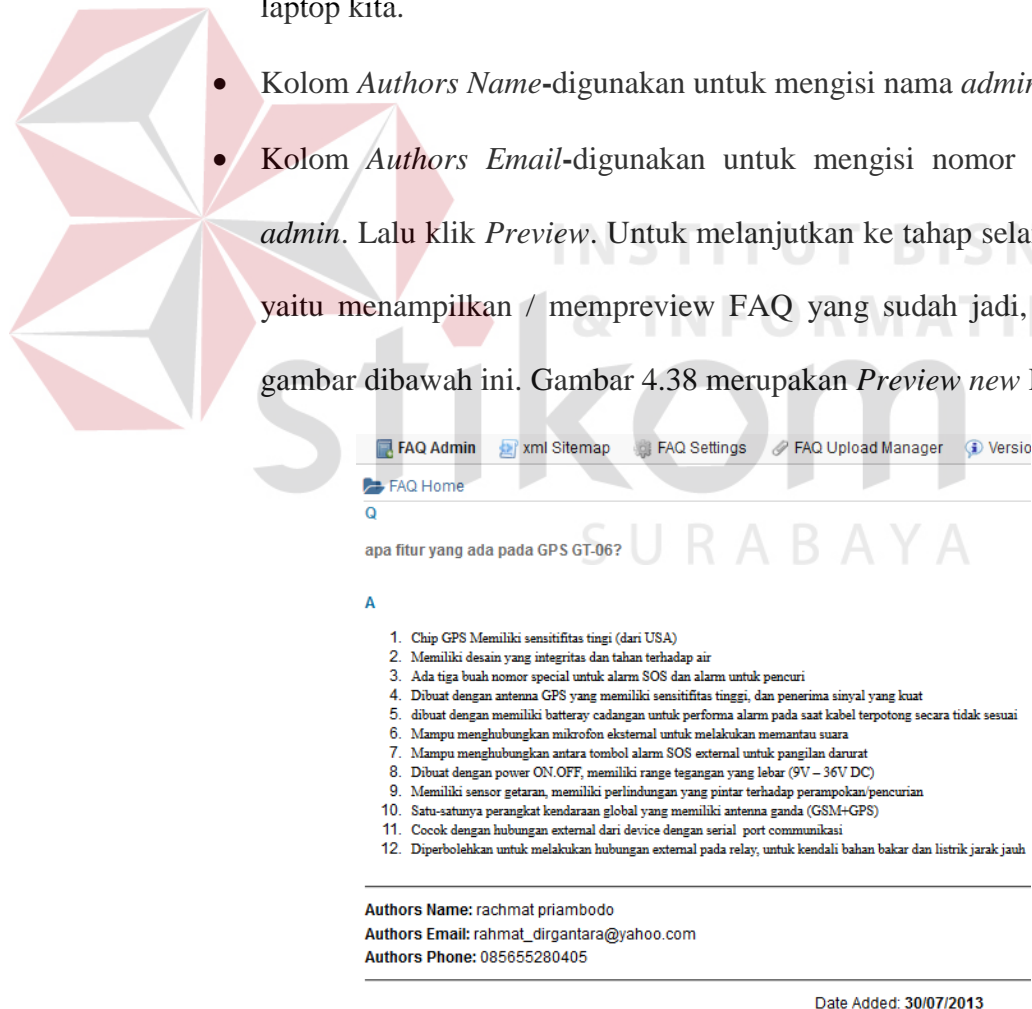 laptop kita.
• Kolom Authors Name-digunakan untuk mengisi nama admin
• Kolom Authors Email-digunakan untuk mengisi nomor
admin. Lalu klik Preview. Untuk melanjutkan ke tahap
yaitu menampilkan / mempreview FAQ yang sudah jadi,
gambar dibawah ini. Gambar 4.38 merupakan Preview new
INSTITUT
& INFORMATI
stikom
SURABAYA
FAQ Admin xml Sitemap FAQ Settings FAQ Upload Manager Versio
FAQ Home
Q
apa fitur yang ada pada GPS GT-06?
A
1. Chip GPS Memiliki sensitifitas tingi (dari USA)
2. Memiliki desain yang integritas dan tahan terhadap air
3. Ada tiga buah nomor special untuk alarm SOS dan alarm untuk pencuri
4. Dibuat dengan antenna GPS yang memiliki sensitifitas tinggi, dan penerima sinyal yang kuat
5. dibuat dengan memiliki batteray cadangan untuk performa alarm pada saat kabel terpotong secara tidak sesuai
6. Mampu menghubungkan mikrofon eksternal untuk melakukan memantau suara
7. Mampu menghubungkan antara tombol alarm SOS external untuk pangilan darurat
8. Dibuat dengan power ON.OFF, memiliki range tegangan yang lebar (9V – 36V DC)
9. Memiliki sensor getaran, memiliki perlindungan yang pintar terhadap perampokan/pencurian
10. Satu-satunya perangkat kendaraan global yang memiliki antenna ganda (GSM+GPS)
11. Cocok dengan hubungan external dari device dengan serial port communikasi
12. Diperbolehkan untuk melakukan hubungan external pada relay, untuk kendali bahan bakar dan listrik jarak jauh
Authors Name: rachmat priambodo
Authors Email: rahmat_dirgantara@yahoo.com
Authors Phone: 085655280405
Date Added: 30/07/2013